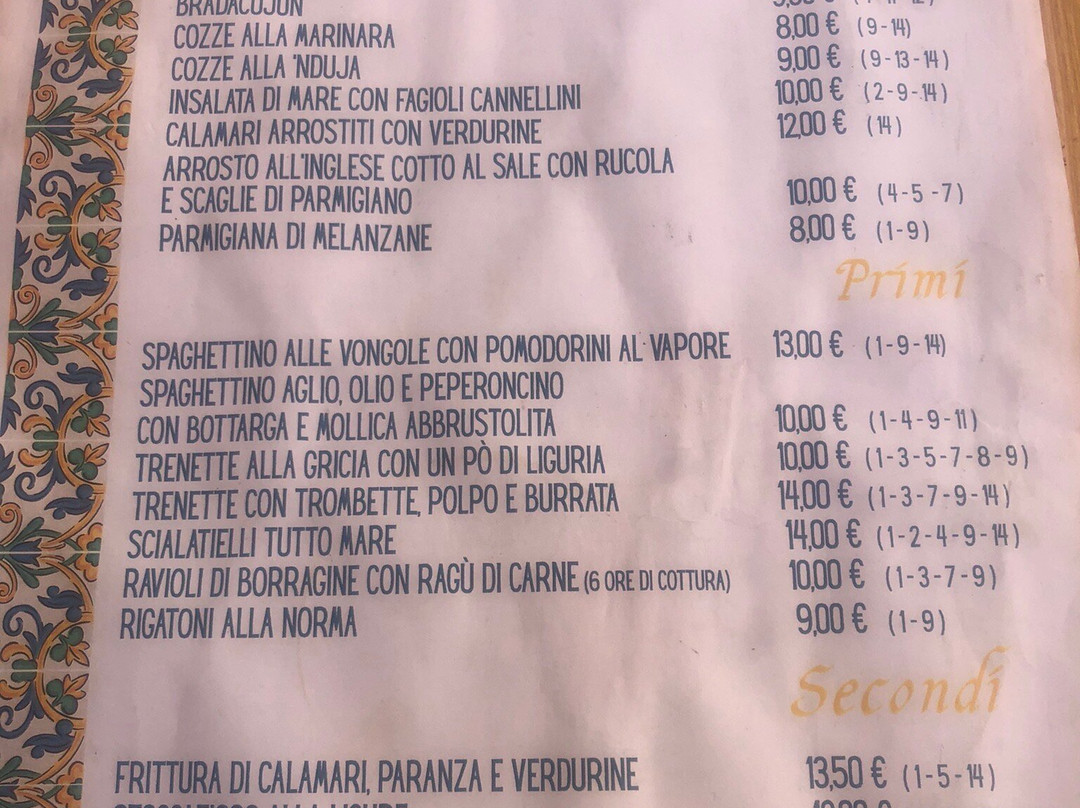 BRADACUJUN
COZZE ALLA MARINARA 8,00 € (9-14)
COZZE ALLA 'NDUJA 9,00 € (9-13-14)
INSALATA DI MARE CON FAGIOLI CANNELLINI 10,00 € (2-9-14)
CALAMARI ARROSTITI CON VERDURINE 12,00 € (14)
ARROSTO ALL'INGLESE COTTO AL SALE CON RUCOLA
E SCAGLIE DI PARMIGIANO 10,00 € (4-5-7)
PARMIGIANA DI MELANZANE 8,00 € (1-9)
Primi
SPAGHETTINO ALLE VONGOLE CON POMODORINI AL VAPORE 13,00 € (1-9-14)
SPAGHETTINO AGLIO, OLIO E PEPERONCINO
CON BOTTARGA E MOLLICA ABBRUSTOLITA 10,00 € (1-4-9-11)
TRENETTE ALLA GRICIA CON UN PÒ DI LIGURIA 10,00 € (1-3-5-7-8-9)
TRENETTE CON TROMBETTE, POLPO E BURRATA 14,00 € (1-3-7-9-14)
SCIALATIELLI TUTTO MARE 14,00 € (1-2-4-9-14)
RAVIOLI DI BORRAGINE CON RAGÙ DI CARNE (6 ORE DI COTTURA) 10,00 € (1-3-7-9)
RIGATONI ALLA NORMA 9,00 € (1-9)
Secondi
FRITTURA DI CALAMARI, PARANZA E VERDURINE 13,50 € (1-5-14)